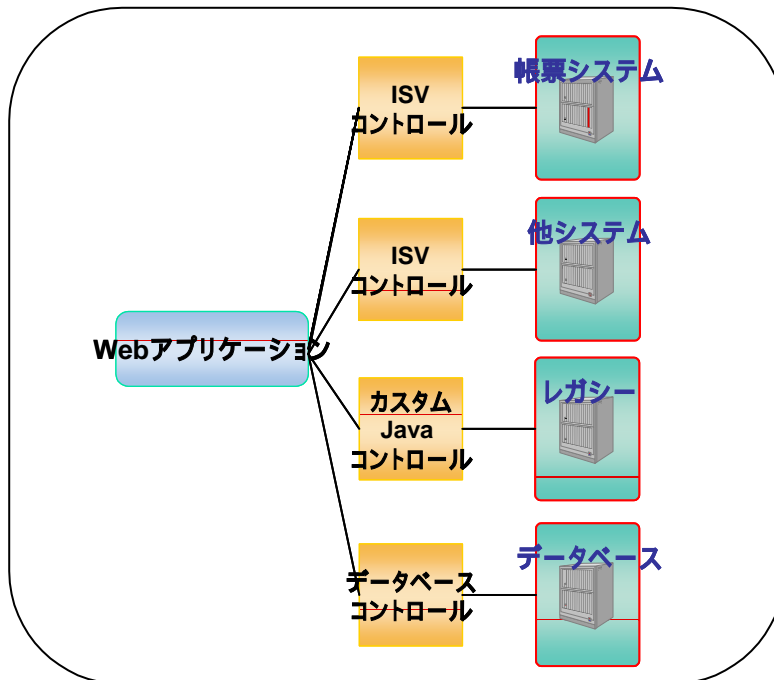 ISV
コントロール
帳票システム
ISV
コントロール
他システム
Webアプリケーション
カスタム
Java
コントロール
レガシー
データベース
コントロール
データベース